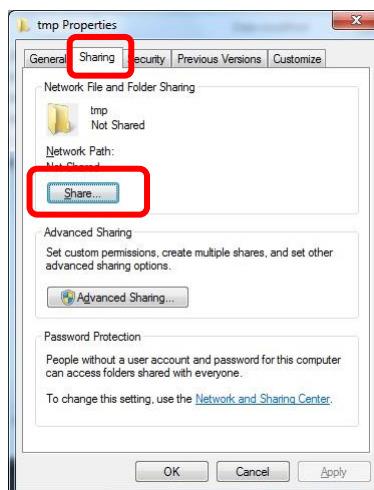 tmp Properties
General Sharing Security Previous Versions Customize
Network File and Folder Sharing
tmp
Not Shared
Network Path:
Not Shared
Share...
Advanced Sharing
Set custom permissions, create multiple shares, and set other
advanced sharing options.
Advanced Sharing...
Password Protection
People without a user account and password for this computer
can access folders shared with everyone.
To change this setting, use the Network and Sharing Center.
OK Cancel Apply